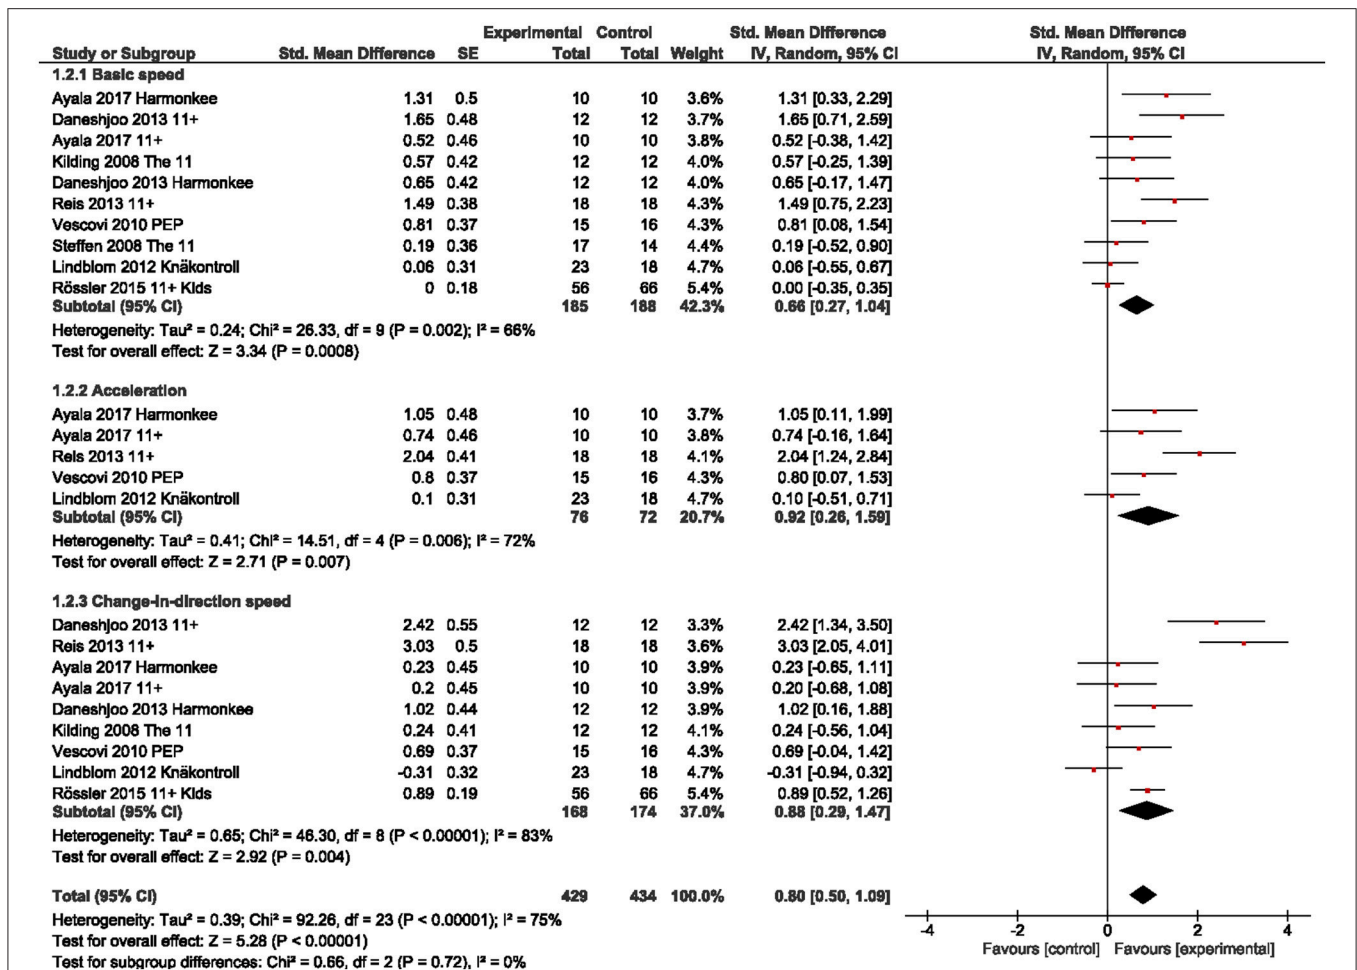 Experimental Control
Std. Mean Difference
Std. Mean Difference
Study or Subgroup Std. Mean Difference SE Total Total Weight IV, Random, 95% CI IV, Random, 95% CI
1.2.1 Basic speed
Ayala 2017 Harmonkee 1.31 0.5 10 10 3.6% 1.31 [0.33, 2.29]
Daneshjoo 2013 11+ 1.65 0.48 12 12 3.7% 1.65 [0.71, 2.59]
Ayala 2017 11+ 0.52 0.46 10 10 3.8% 0.52 [-0.38, 1.42]
Kilding 2008 The 11 0.57 0.42 12 12 4.0% 0.57 [-0.25, 1.39]
Daneshjoo 2013 Harmonkee 0.65 0.42 12 12 4.0% 0.65 [-0.17, 1.47]
Reis 2013 11+ 1.49 0.38 18 18 4.3% 1.49 [0.75, 2.23]
Vescovi 2010 PEP 0.81 0.37 15 16 4.3% 0.81 [0.08, 1.54]
Steffen 2008 The 11 0.19 0.36 17 14 4.4% 0.19 [-0.52, 0.90]
Lindblom 2012 Knäkontroll 0.06 0.31 23 18 4.7% 0.06 [-0.55, 0.67]
Rössler 2015 11+ Kids 0 0.18 56 66 5.4% 0.00 [-0.35, 0.35]
Subtotal (95% CI) 185 188 42.3% 0.66 [0.27, 1.04]
Heterogeneity: Tau² = 0.24; Chi² = 26.33, df = 9 (P = 0.002); I² = 66%
Test for overall effect: Z = 3.34 (P = 0.0008)
1.2.2 Acceleration
Ayala 2017 Harmonkee 1.05 0.48 10 10 3.7% 1.05 [0.11, 1.99]
Ayala 2017 11+ 0.74 0.46 10 10 3.8% 0.74 [-0.16, 1.64]
Reis 2013 11+ 2.04 0.41 18 18 4.1% 2.04 [1.24, 2.84]
Vescovi 2010 PEP 0.8 0.37 15 16 4.3% 0.80 [0.07, 1.53]
Lindblom 2012 Knäkontroll 0.1 0.31 23 18 4.7% 0.10 [-0.51, 0.71]
Subtotal (95% CI) 76 72 20.7% 0.92 [0.26, 1.59]
Heterogeneity: Tau² = 0.41; Chi² = 14.51, df = 4 (P = 0.006); I² = 72%
Test for overall effect: Z = 2.71 (P = 0.007)
1.2.3 Change-in-direction speed
Daneshjoo 2013 11+ 2.42 0.55 12 12 3.3% 2.42 [1.34, 3.50]
Reis 2013 11+ 3.03 0.5 18 18 3.6% 3.03 [2.05, 4.01]
Ayala 2017 Harmonkee 0.23 0.45 10 10 3.9% 0.23 [-0.65, 1.11]
Ayala 2017 11+ 0.2 0.45 10 10 3.9% 0.20 [-0.68, 1.08]
Daneshjoo 2013 Harmonkee 1.02 0.44 12 12 3.9% 1.02 [0.16, 1.88]
Kilding 2008 The 11 0.24 0.41 12 12 4.1% 0.24 [-0.56, 1.04]
Vescovi 2010 PEP 0.69 0.37 15 16 4.3% 0.69 [-0.04, 1.42]
Lindblom 2012 Knäkontroll -0.31 0.32 23 18 4.7% -0.31 [-0.94, 0.32]
Rössler 2015 11+ Kids 0.89 0.19 56 66 5.4% 0.89 [0.52, 1.26]
Subtotal (95% CI) 168 174 37.0% 0.88 [0.29, 1.47]
Heterogeneity: Tau² = 0.65; Chi² = 46.30, df = 8 (P < 0.00001); I² = 83%
Test for overall effect: Z = 2.92 (P = 0.004)
Total (95% CI) 429 434 100.0% 0.80 [0.50, 1.09]
Heterogeneity: Tau² = 0.39; Chi² = 92.26, df = 23 (P < 0.00001); I² = 75%
Test for overall effect: Z = 5.28 (P < 0.00001)
Test for subgroup differences: Chi² = 0.66, df = 2 (P = 0.72), I² = 0%
-4 -2 0 2 4
Favours [control] Favours [experimental]